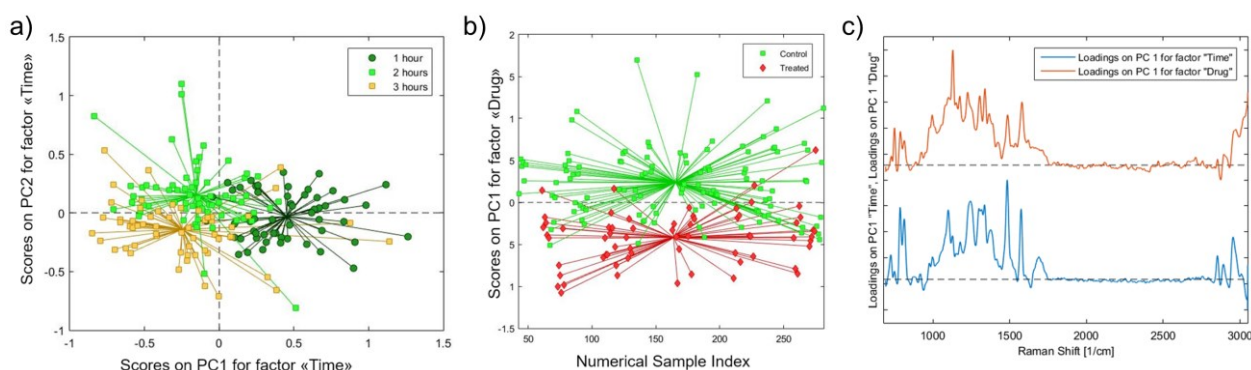 a)
1.5
1
0.5
0
-0.5
-1
-1
-0.5
0
0.5
1
1.5
Scores on PC2 for factor «Time»
Scores on PC1 for factor «Time»
1 hour
2 hours
3 hours
b)
2
5
1
5
0
5
1
-1.5
50
100
150
200
250
Scores on PC1 for factor «Drug»
Numerical Sample Index
Control
Treated
c)
Loadings on PC 1 for factor "Time"
Loadings on PC 1 for factor "Drug"
Loadings on PC1 "Time", Loadings on PC 1 "Drug"
1000
1500
2000
2500
3000
Raman Shift [1/cm]